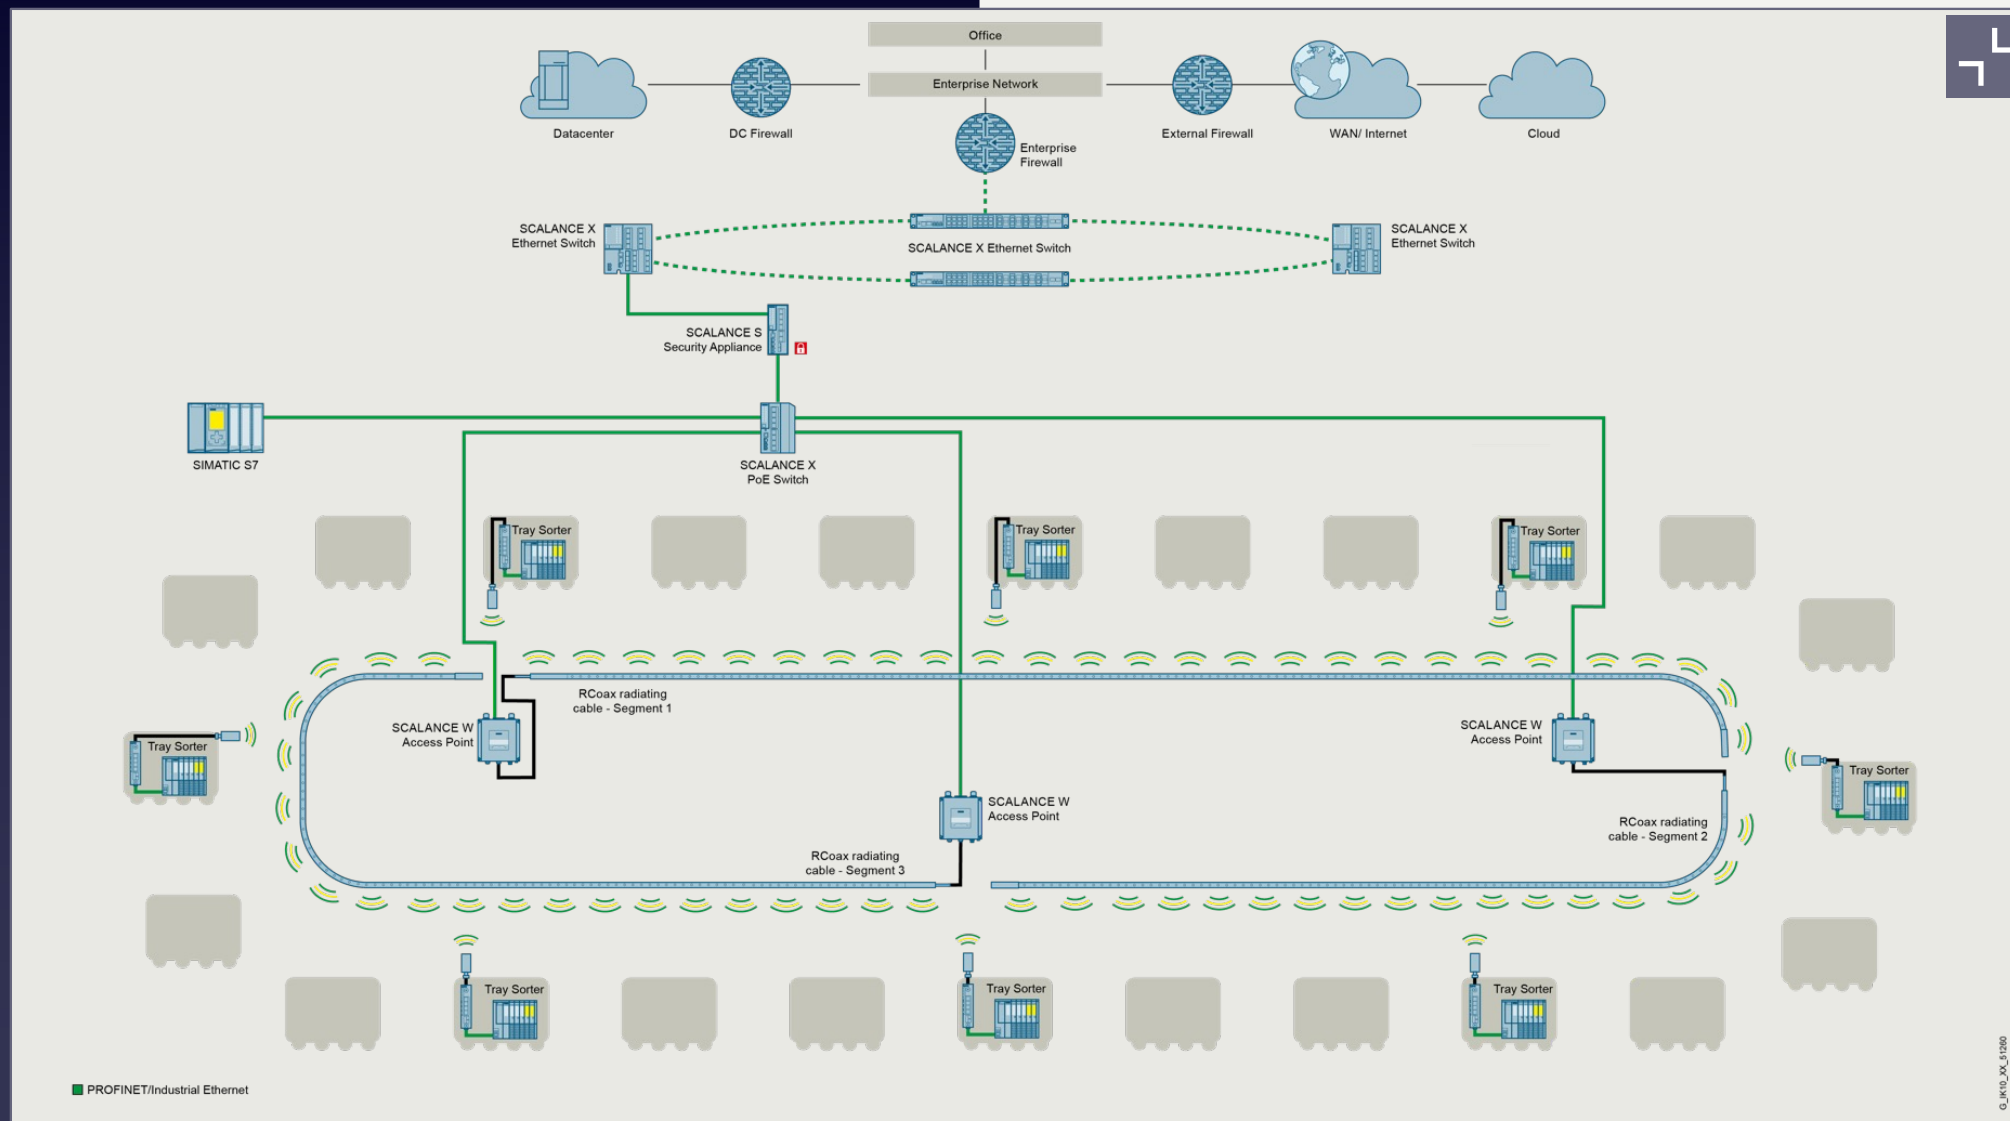 Office
Enterprise Network
Datacenter
DC Firewall
External Firewall
WAN/ Internet
Cloud
Enterprise
Firewall
SCALANCE X
Ethernet Switch
SCALANCE X Ethernet Switch
SCALANCE X
Ethernet Switch
SCALANCE S
Security Appliance
SIMATIC S7
SCALANCE X
PoE Switch
Tray Sorter
Tray Sorter
Tray Sorter
RCoax radiating
cable - Segment 1
SCALANCE W
Access Point
SCALANCE W
Access Point
Tray Sorter
Tray Sorter
SCALANCE W
Access Point
RCoax radiating
cable - Segment 2
RCoax radiating
cable - Segment 3
Tray Sorter
Tray Sorter
Tray Sorter
PROFINET/Industrial Ethernet
G_IK10_XX_51260